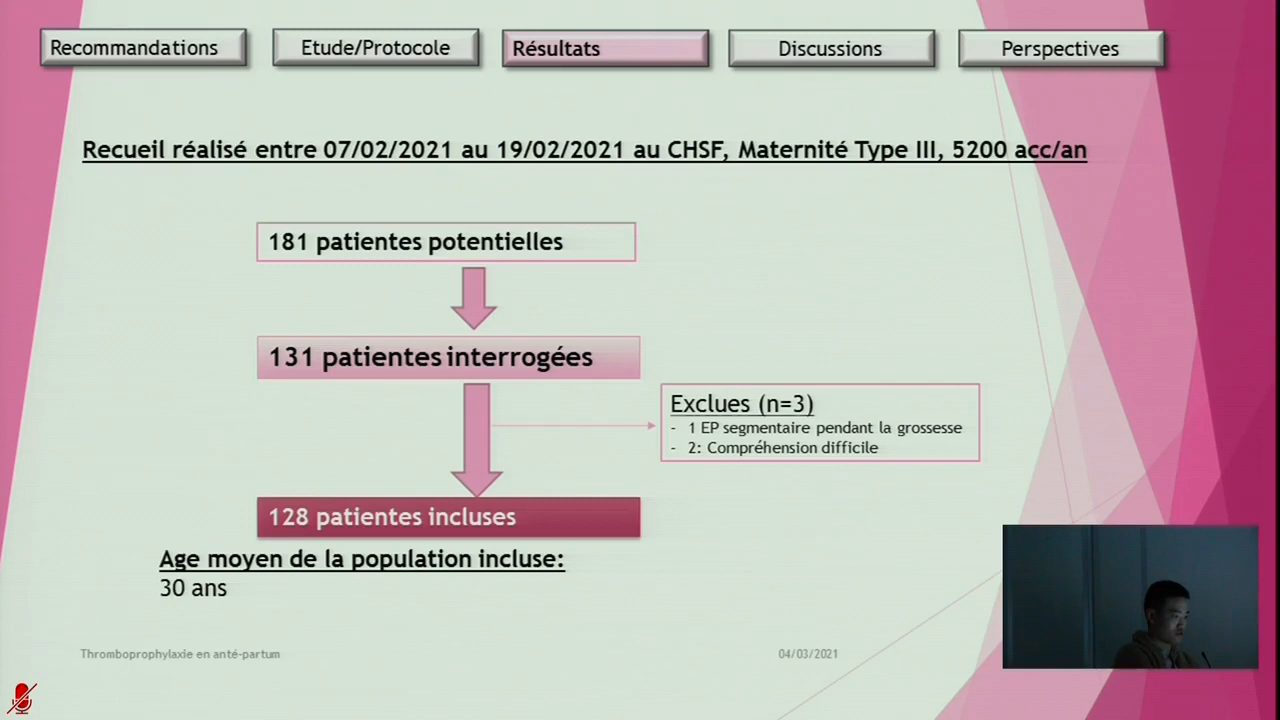 Recommandations
Etude/Protocole
Résultats
Discussions
Perspectives
Recueil réalisé entre 07/02/2021 au 19/02/2021 au CHSF, Maternité Type III, 5200 acc/an
181 patientes potentielles
131 patientes interrogées
Exclues (n=3)
- 1 EP segmentaire pendant la grossesse
- 2: Compréhension difficile
128 patientes incluses
Age moyen de la population incluse:
30 ans
Thromboprophylaxie en anté-partum
04/03/2021